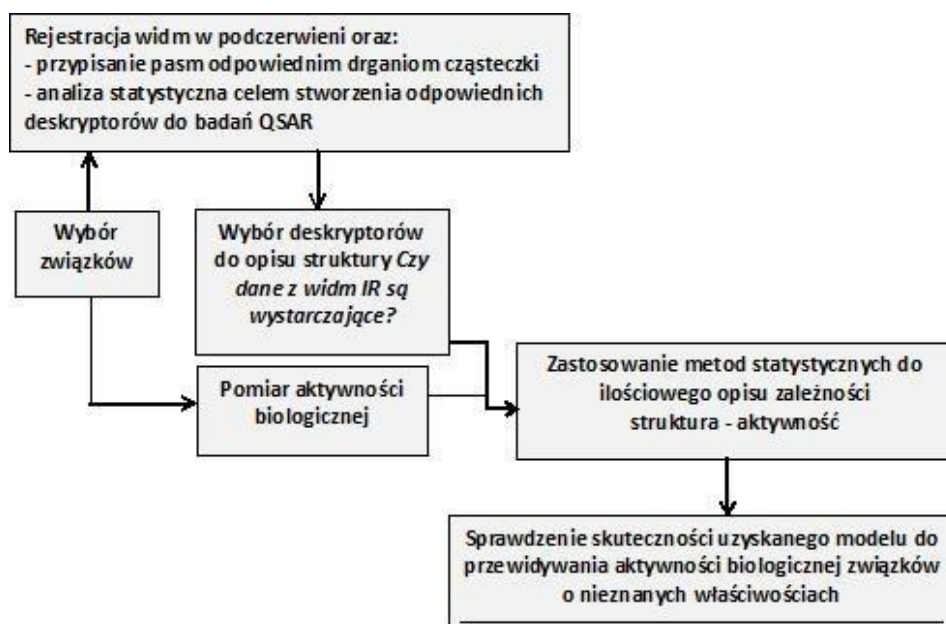 Rejestracja widm w podczerwieni oraz:
- przypisanie pasm odpowiednim drganiom cząsteczki
- analiza statystyczna celem stworzenia odpowiednich
deskryptorów do badań QSAR
Wybór
związków
Wybór deskryptorów
do opisu struktury Czy
dane z widm IR są
wystarczające?
Pomiar aktywności
biologicznej
Zastosowanie metod statystycznych do
ilościowego opisu zależności
struktura - aktywność
Sprawdzenie skuteczności uzyskanego modelu do
przewidywania aktywności biologicznej związków
o nieznanych właściwościach